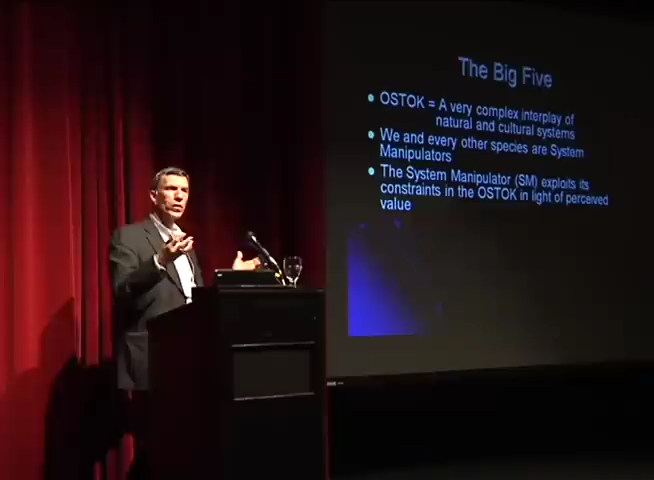 The Big Five
• OSTOK = A very complex interplay of
natural and cultural systems
• We and every other species are System
Manipulators
• The System Manipulator (SM) exploits its
constraints in the OSTOK in light of perceived
value